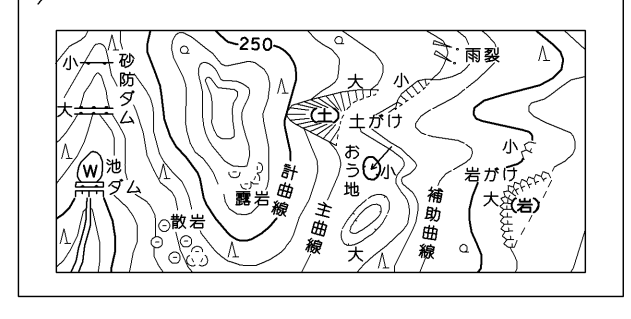 250
小
砂防ダム
大
W
池
ダム
散岩
露岩
計曲線
主曲線
大
小
(土)
土がけ
おう地
小
大
補助曲線
雨裂
小
岩がけ
大
(岩)